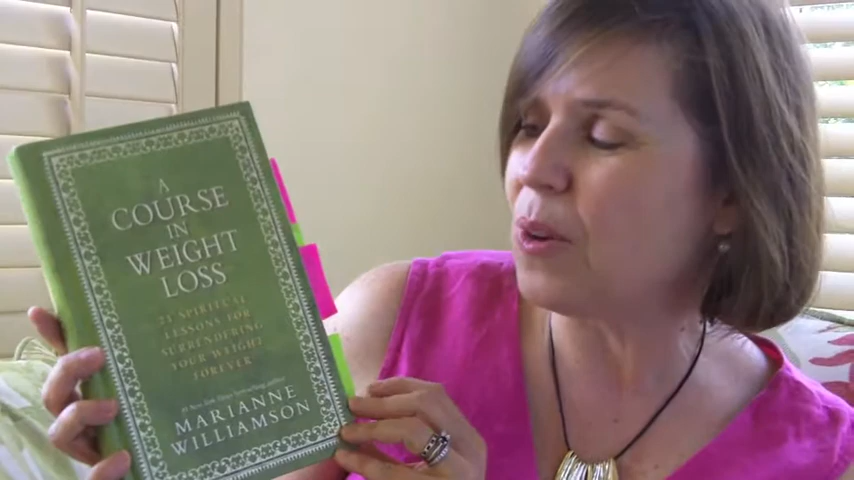 A
COURSE
IN
WEIGHT
LOSS
21 SPIRITUAL
LESSONS FOR
SURRENDERING
YOUR WEIGHT
FOREVER
MARIANNE
WILLIAMSON